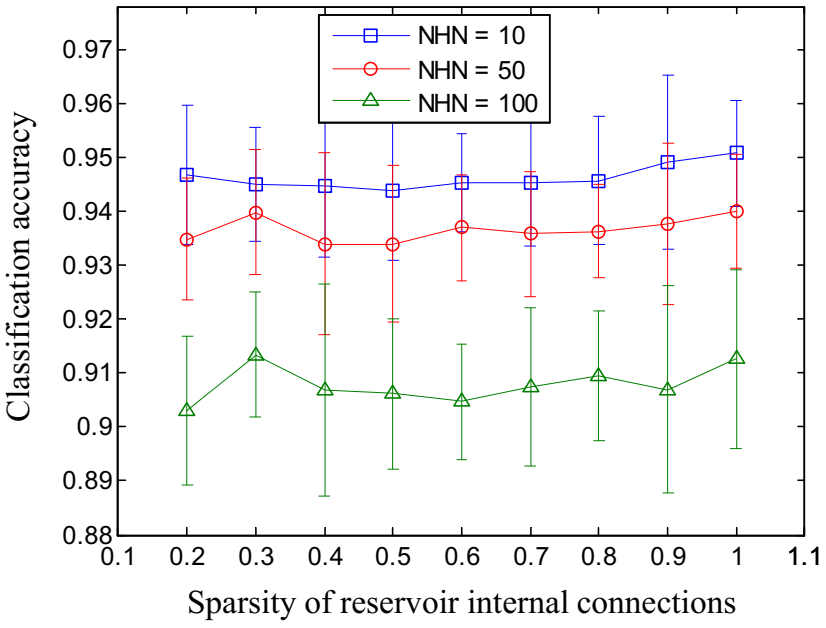 NHN = 10
NHN = 50
NHN = 100
Classification accuracy
0.97
0.96
0.95
0.94
0.93
0.92
0.91
0.9
0.89
0.88
0.1 0.2 0.3 0.4 0.5 0.6 0.7 0.8 0.9 1 1.1
Sparsity of reservoir internal connections